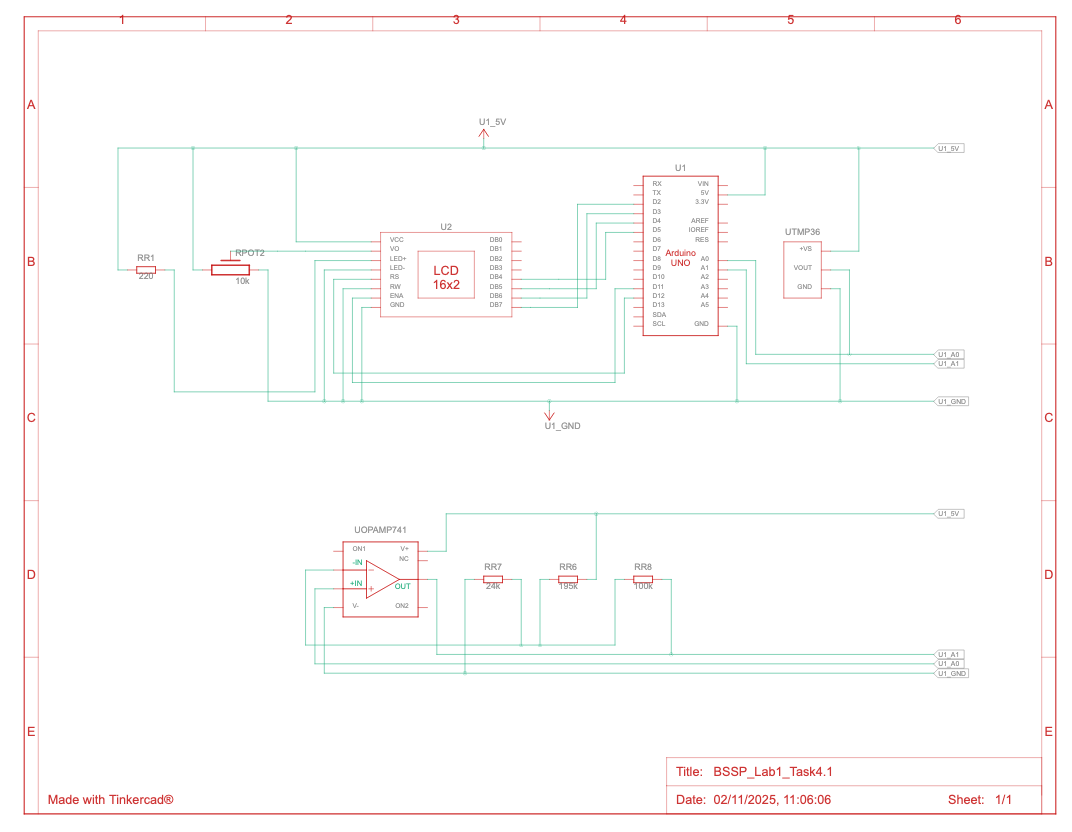 1 2 3 4 5 6
A A
U1_5V
U1_5V
U1
RX VIN
TX 5V
D2 3.3V
D3
D4 AREF
D5 IOREF
D6 RES
D7
D8 A0
D9 A1
D10 A2
D11 A3
D12 A4
D13 A5
SDA
SCL GND
Arduino
UNO
U2
VCC DB0
VO DB1
LED+ DB2
LED- DB3
RS DB4
RW DB5
ENA DB6
GND DB7
LCD
16x2
UTMP36
+VS
VOUT
GND
B B
RR1
220
RPOT2
10k
U1_A0
U1_A1
U1_GND
C C
U1_GND
U1_5V
UOPAMP741
ON1 V+
NC
-IN
+IN OUT
V- ON2
RR7 RR6 RR8
24k 195k 100k
D D
U1_A1
U1_A0
U1_GND
E E
Title: BSSP_Lab1_Task4.1
Made with Tinkercad®
Date: 02/11/2025, 11:06:06 Sheet: 1/1